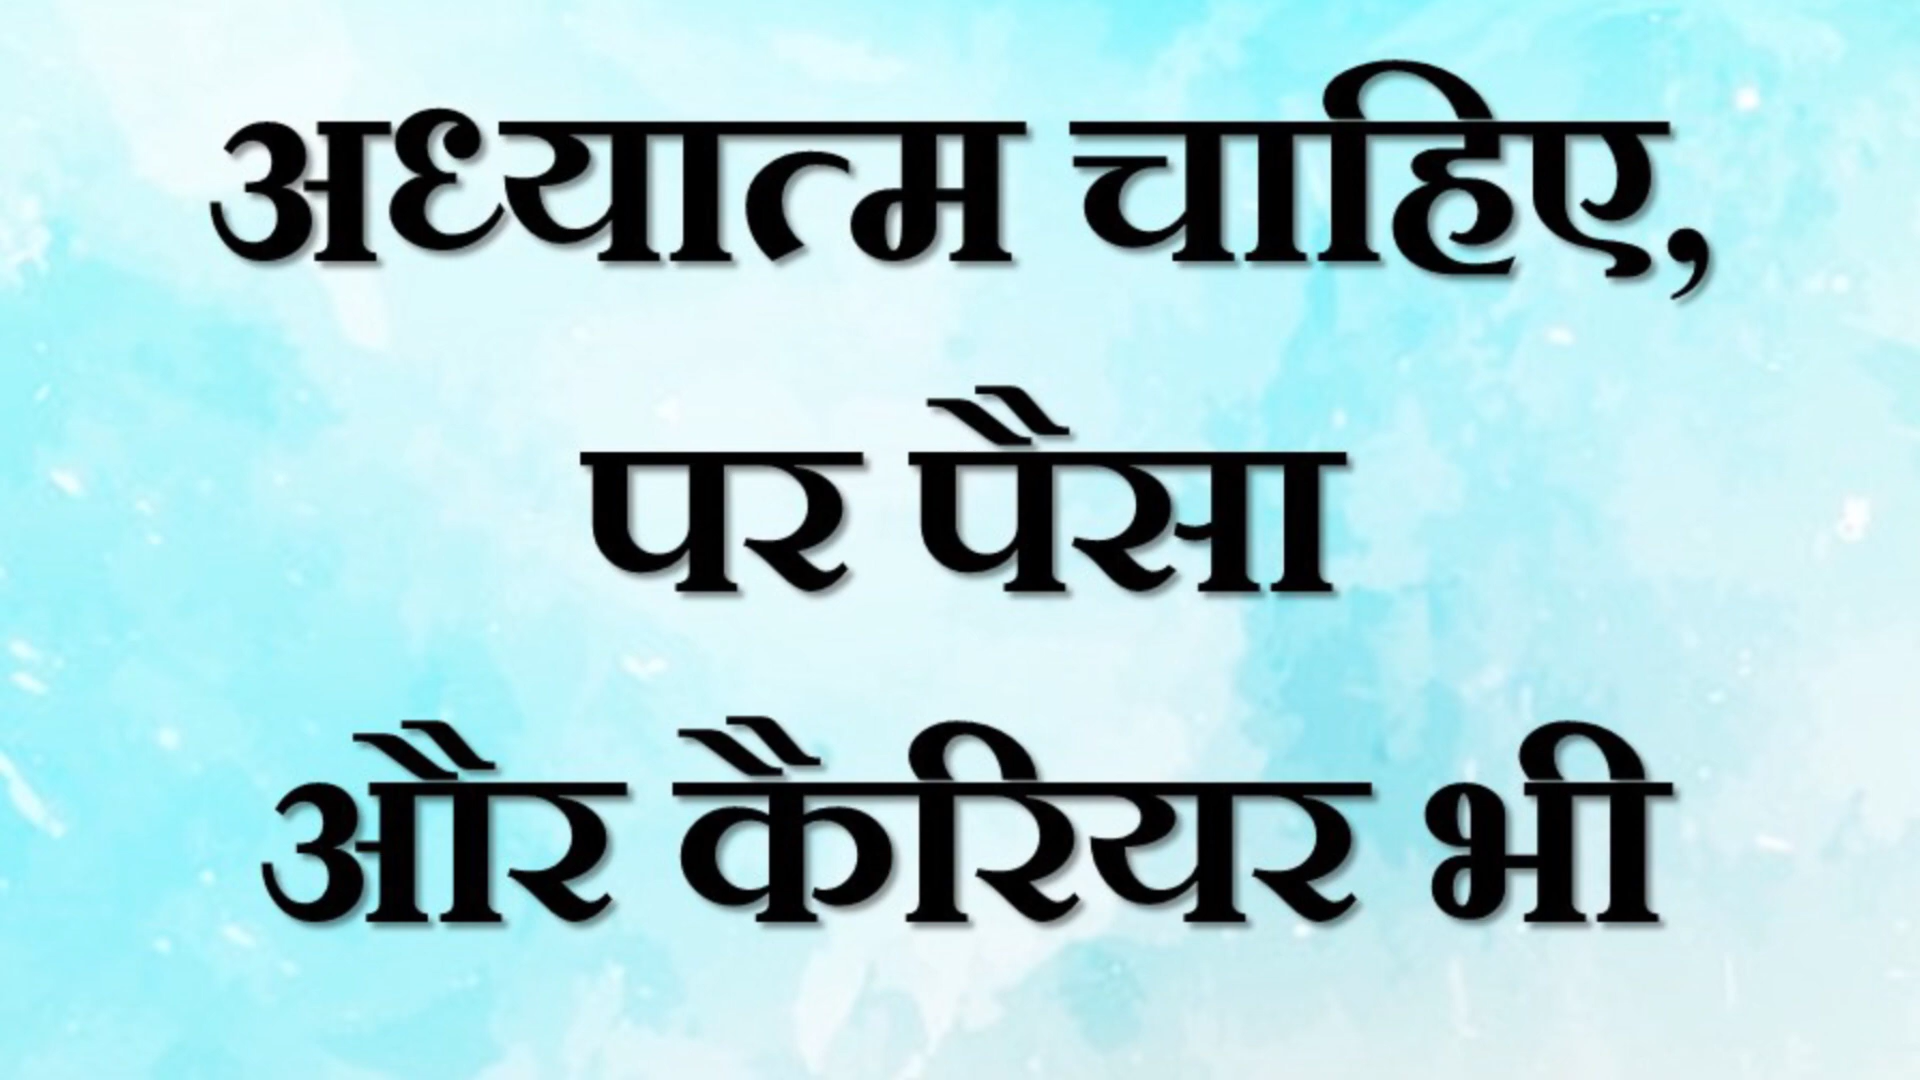 अध्यात्म चाहिए,
पर पैसा
और कैरियर भी